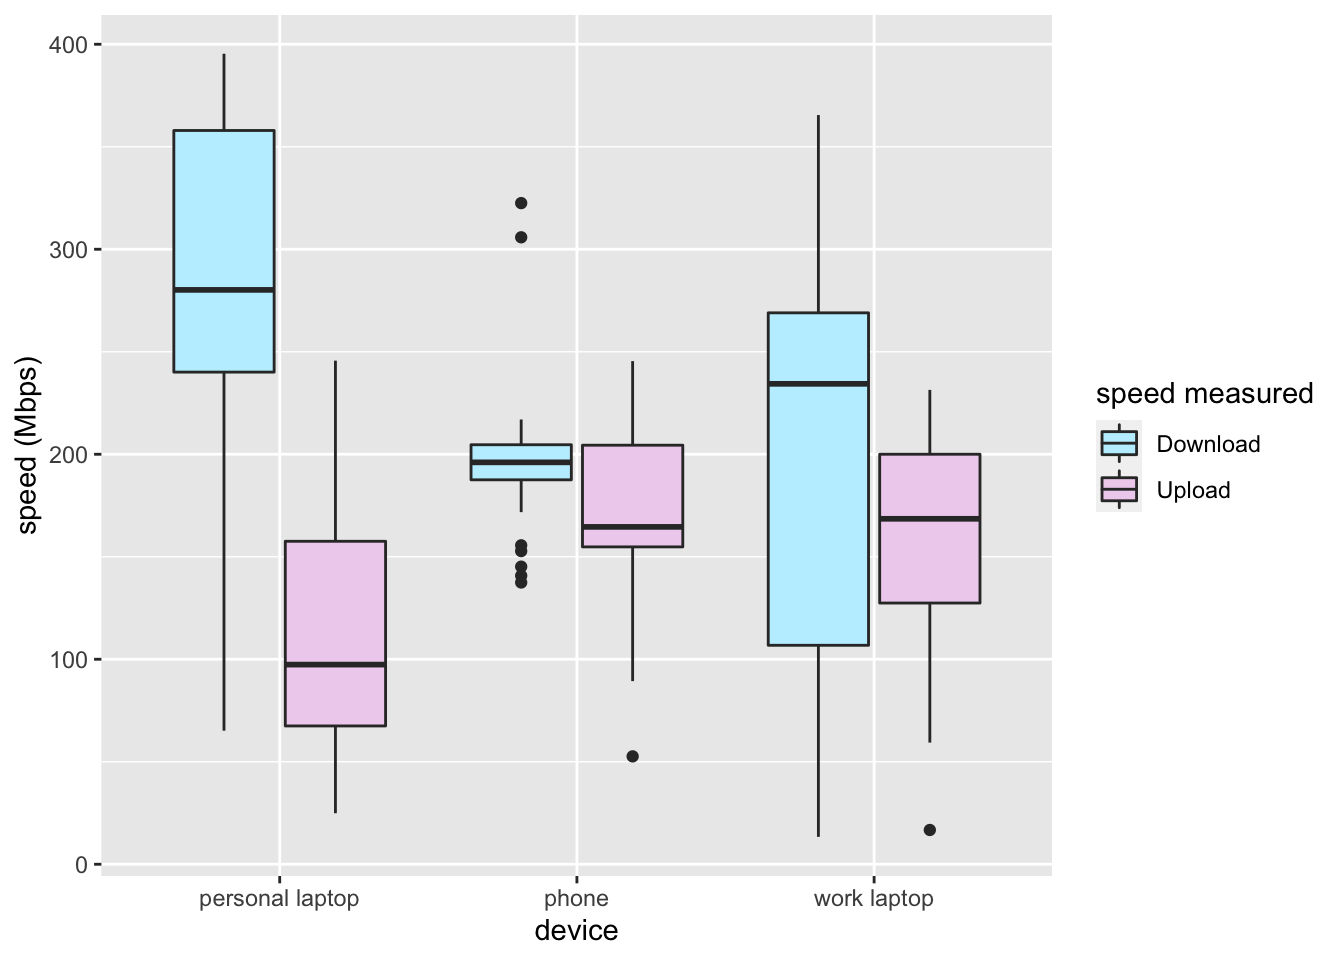 400
300
200
100
0
speed (Mbps)
personal laptop
phone
work laptop
device
speed measured
Download
Upload